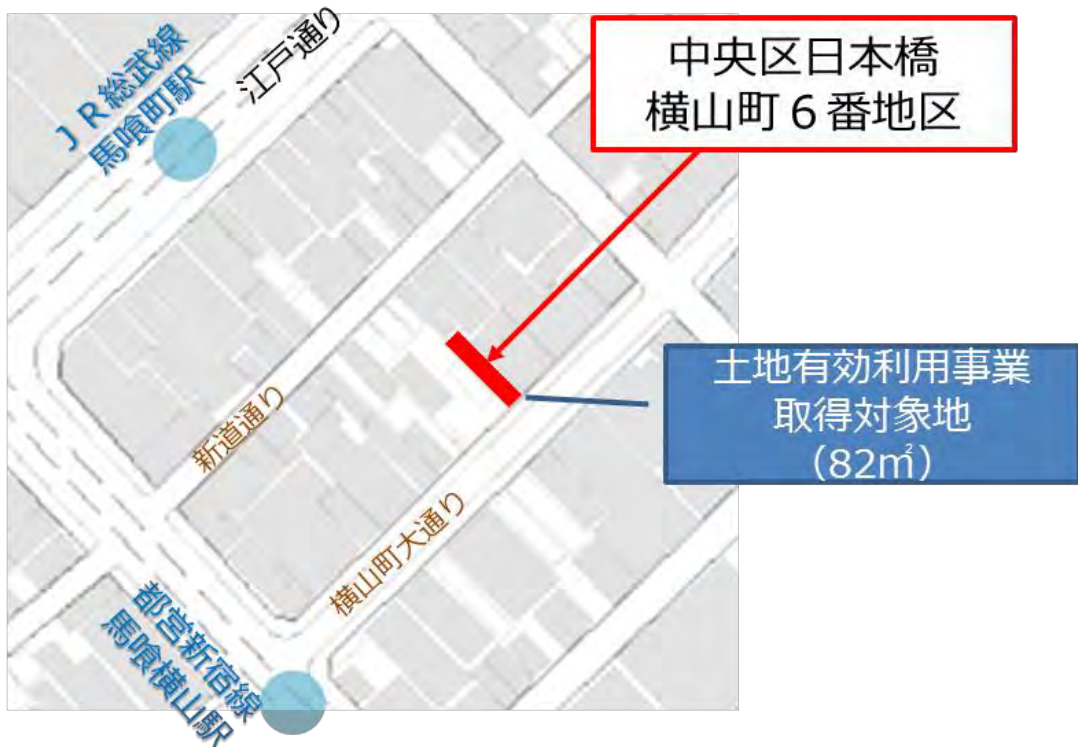 ＪＲ総武線
馬喰町駅
江戸通り
中央区日本橋
横山町６番地区
土地有効利用事業
取得対象地
（82㎡）
新道通り
横山町大通り
都営新宿線
馬喰横山駅